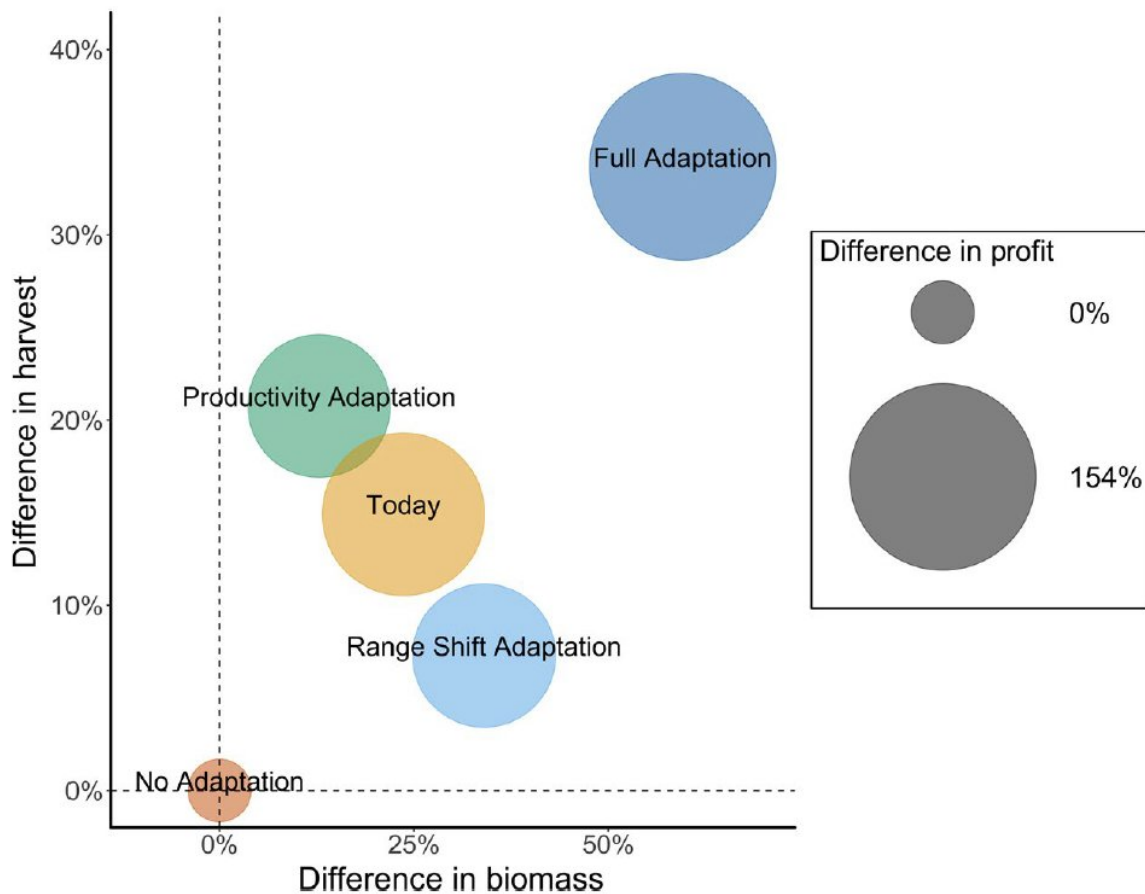 40%
30%
20%
10%
0%
Difference in harvest
Full Adaptation
Productivity Adaptation
Today
Range Shift Adaptation
No Adaptation
0%
25%
50%
Difference in biomass
Difference in profit
0%
154%